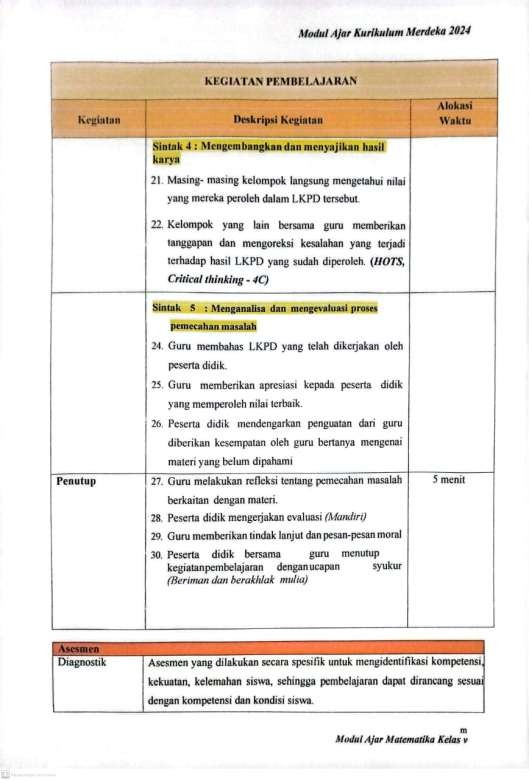 Modul Ajar Kurikulum Merdeka 2024
KEGIATAN PEMBELAJARAN
Kegiatan
Deskripsi Kegiatan
Alokasi
Waktu
Sintak 4 : Mengembangkan dan menyajikan hasil
karya
21. Masing- masing kelompok langsung mengetahui nilai
yang mereka peroleh dalam LKPD tersebut.
22. Kelompok yang lain bersama guru memberikan
tanggapan dan mengoreksi kesalahan yang terjadi
terhadap hasil LKPD yang sudah diperoleh. (HOTS,
Critical thinking - 4C)
Sintak 5 : Menganalisa dan mengevaluasi proses
pemecahan masalah
24. Guru membahas LKPD yang telah dikerjakan oleh
peserta didik.
25. Guru memberikan apresiasi kepada peserta didik
yang memperoleh nilai terbaik.
26. Peserta didik mendengarkan penguatan dari guru
diberikan kesempatan oleh guru bertanya mengenai
materi yang belum dipahami
Penutup
27. Guru melakukan refleksi tentang pemecahan masalah
berkaitan dengan materi.
28. Peserta didik mengerjakan evaluasi (Mandiri)
29. Guru memberikan tindak lanjut dan pesan-pesan moral
30. Peserta didik bersama guru menutup
kegiatanpembelajaran denganucapan syukur
(Beriman dan berakhlak mulia)
5 menit
Asesmen
Diagnostik
Asesmen yang dilakukan secara spesifik untuk mengidentifikasi kompetensi,
kekuatan, kelemahan siswa, sehingga pembelajaran dapat dirancang sesuai
dengan kompetensi dan kondisi siswa.
m
Modul Ajar Matematika Kelas v